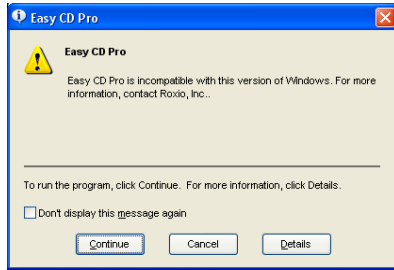 Easy CD Pro
Easy CD Pro
Easy CD Pro is incompatible with this version of Windows. For more
information, contact Roxio, Inc..
To run the program, click Continue. For more information, click Details.
Don't display this message again
Continue
Cancel
Details